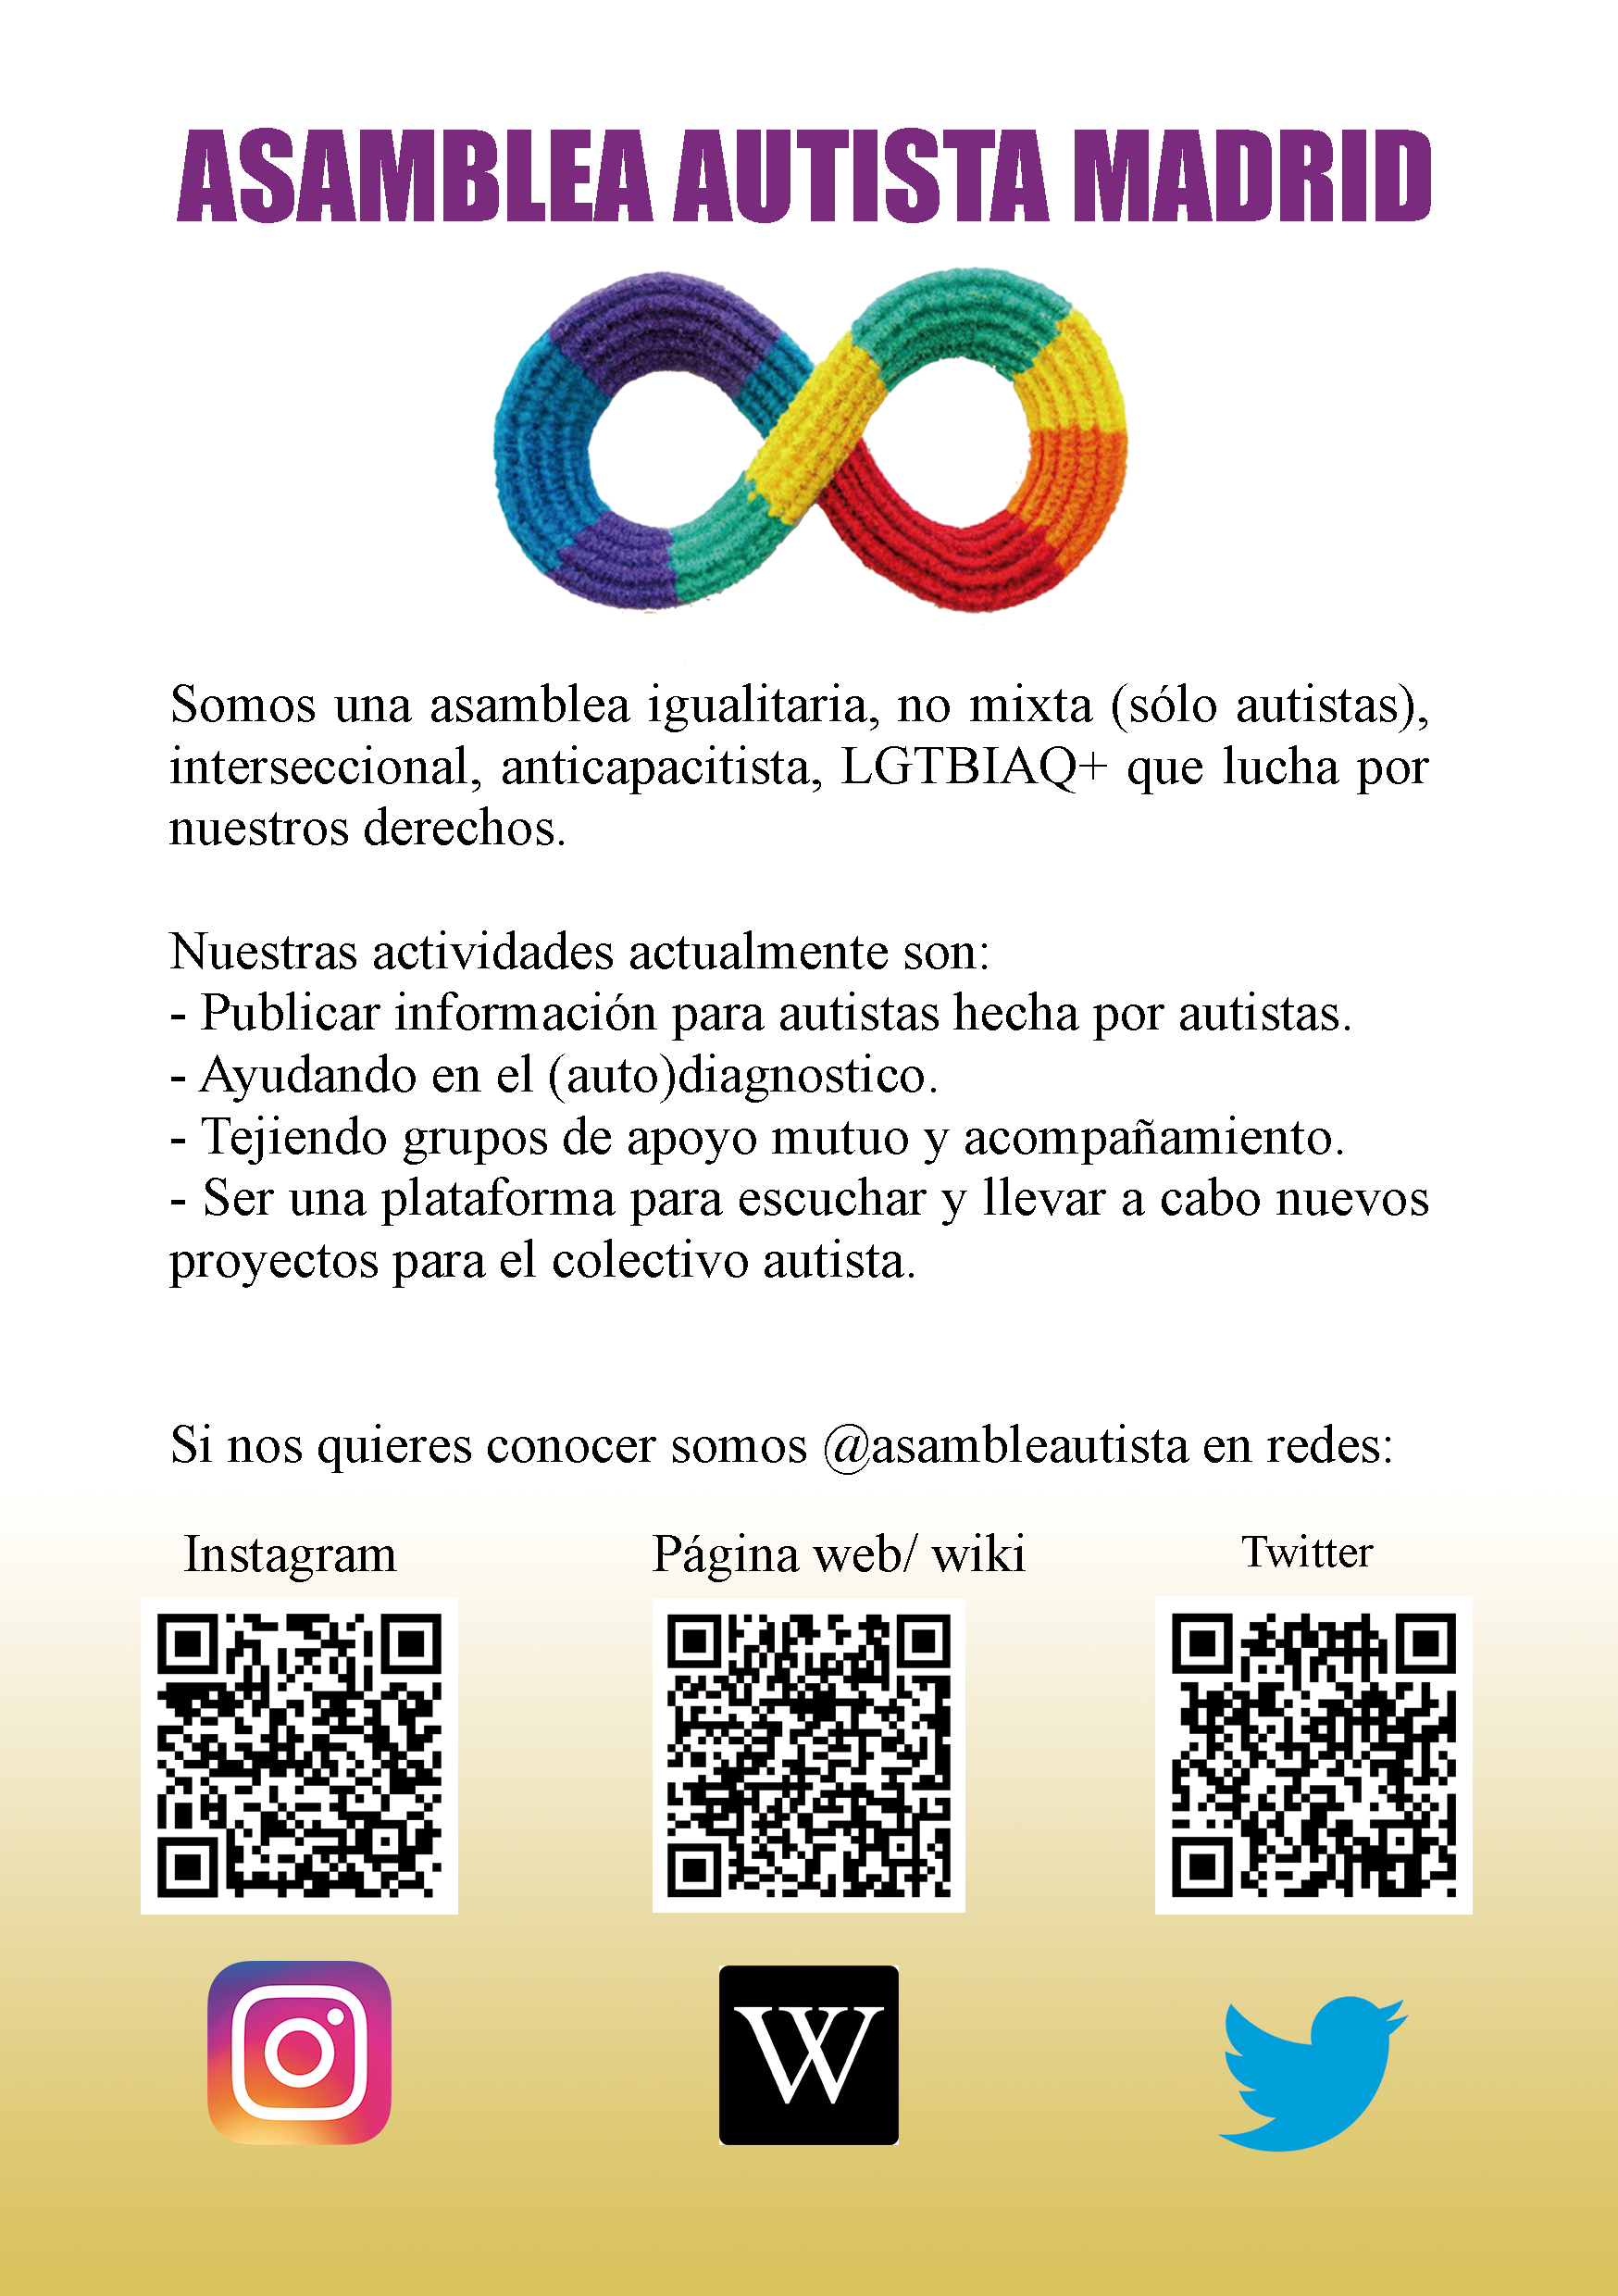 ASAMBLEA AUTISTA MADRID
Somos una asamblea igualitaria, no mixta (sólo autistas),
interseccional, anticapacitista, LGTBIAQ+ que lucha por
nuestros derechos.
Nuestras actividades actualmente son:
- Publicar información para autistas hecha por autistas.
- Ayudando en el (auto)diagnostico.
- Tejiendo grupos de apoyo mutuo y acompañamiento.
- Ser una plataforma para escuchar y llevar a cabo nuevos
proyectos para el colectivo autista.
Si nos quieres conocer somos @asambleautista en redes:
Instagram
Página web/ wiki
Twitter
W